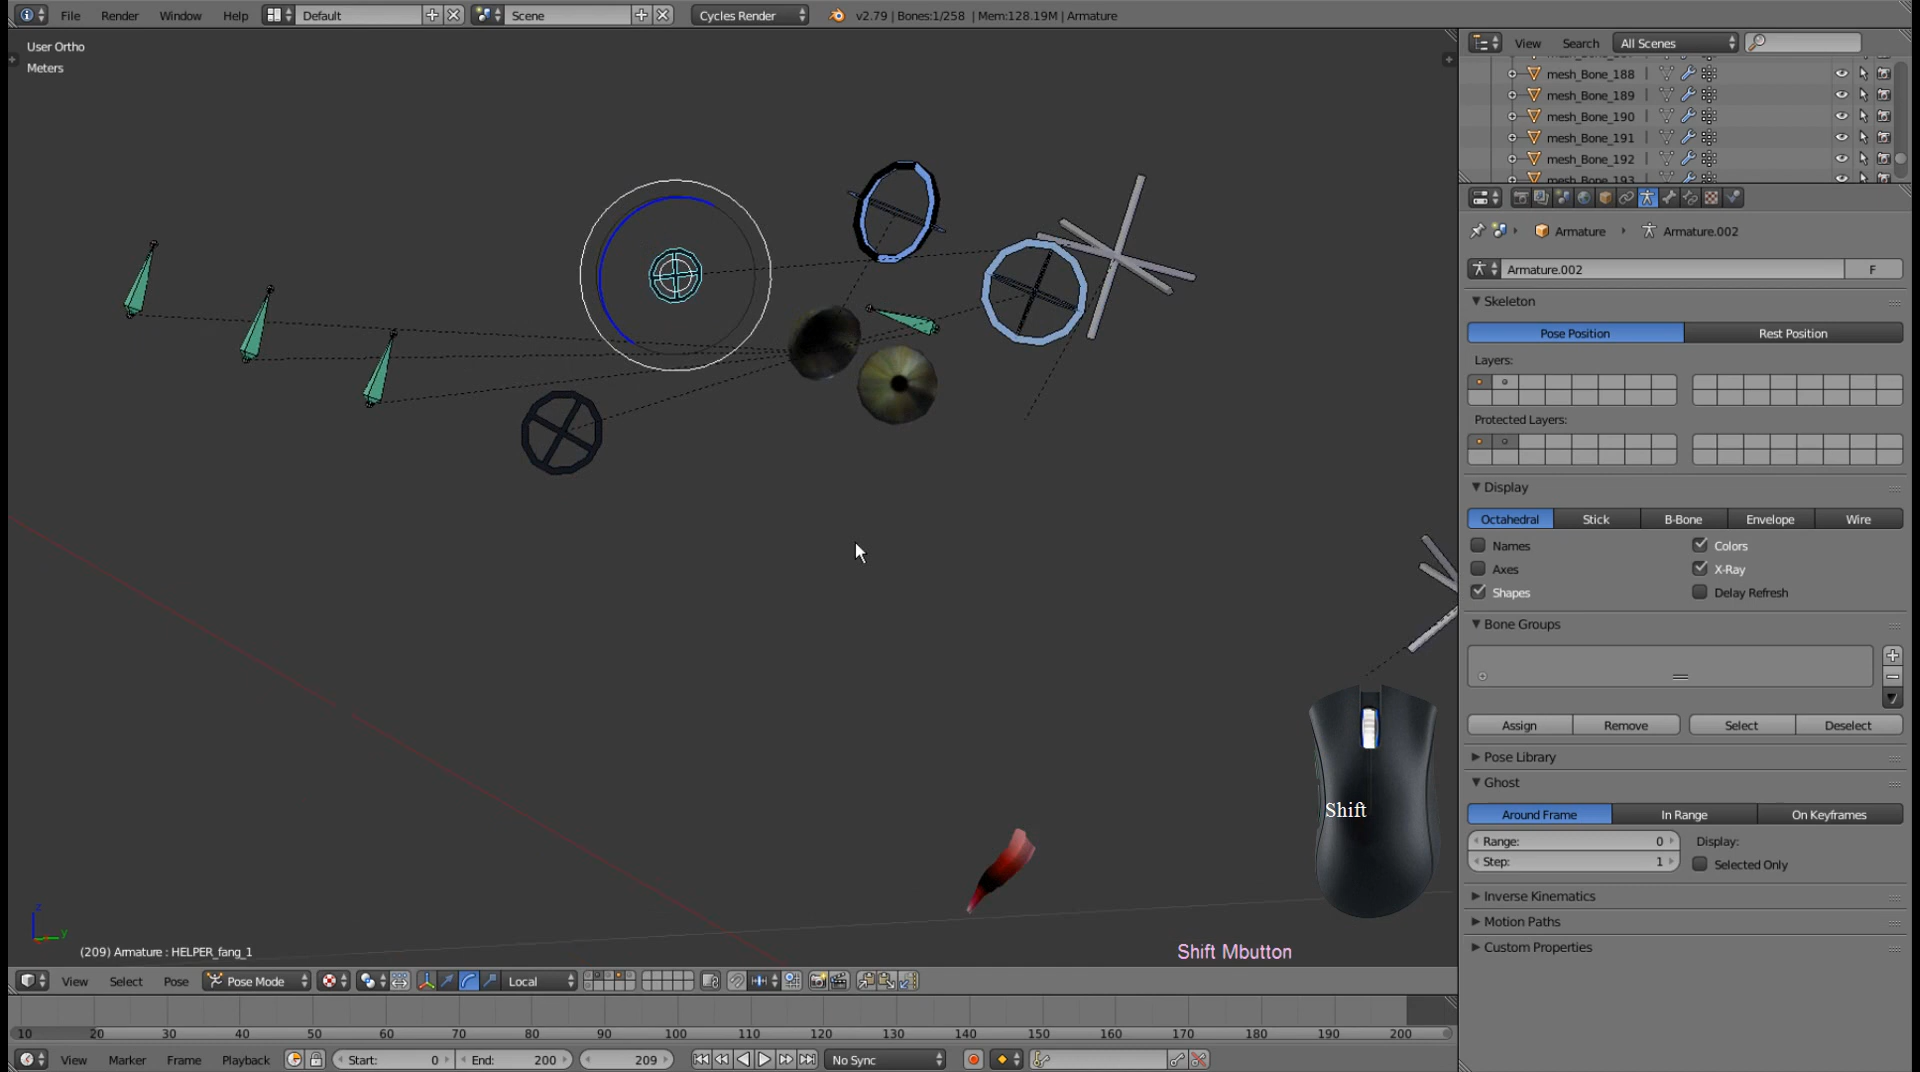 File Render Window Help Default Scene Cycles Render v2.79 | Bones:1/258 | Mem:128.19M | Armature
User Ortho
Meters
View Search All Scenes
mesh_Bone_188
mesh_Bone_189
mesh_Bone_190
mesh_Bone_191
mesh_Bone_192
mesh_Bone_193
Armature Armature.002
Armature.002 F
Skeleton
Pose Position Rest Position
Layers:
Protected Layers:
Display
Octahedral Stick B-Bone Envelope Wire
Names Colors
Axes X-Ray
Shapes Delay Refresh
Bone Groups
Assign Remove Select Deselect
Pose Library
Ghost
Around Frame In Range On Keyframes
Range: 0 Display:
Step: 1 Selected Only
Inverse Kinematics
Motion Paths
Custom Properties
Shift
Shift Mbutton
z
y
(209) Armature : HELPER_fang_1
View Select Pose Pose Mode Local
10 20 30 40 50 60 70 80 90 100 110 120 130 140 150 160 170 180 190 200
View Marker Frame Playback Start: 0 End: 200 209 No Sync